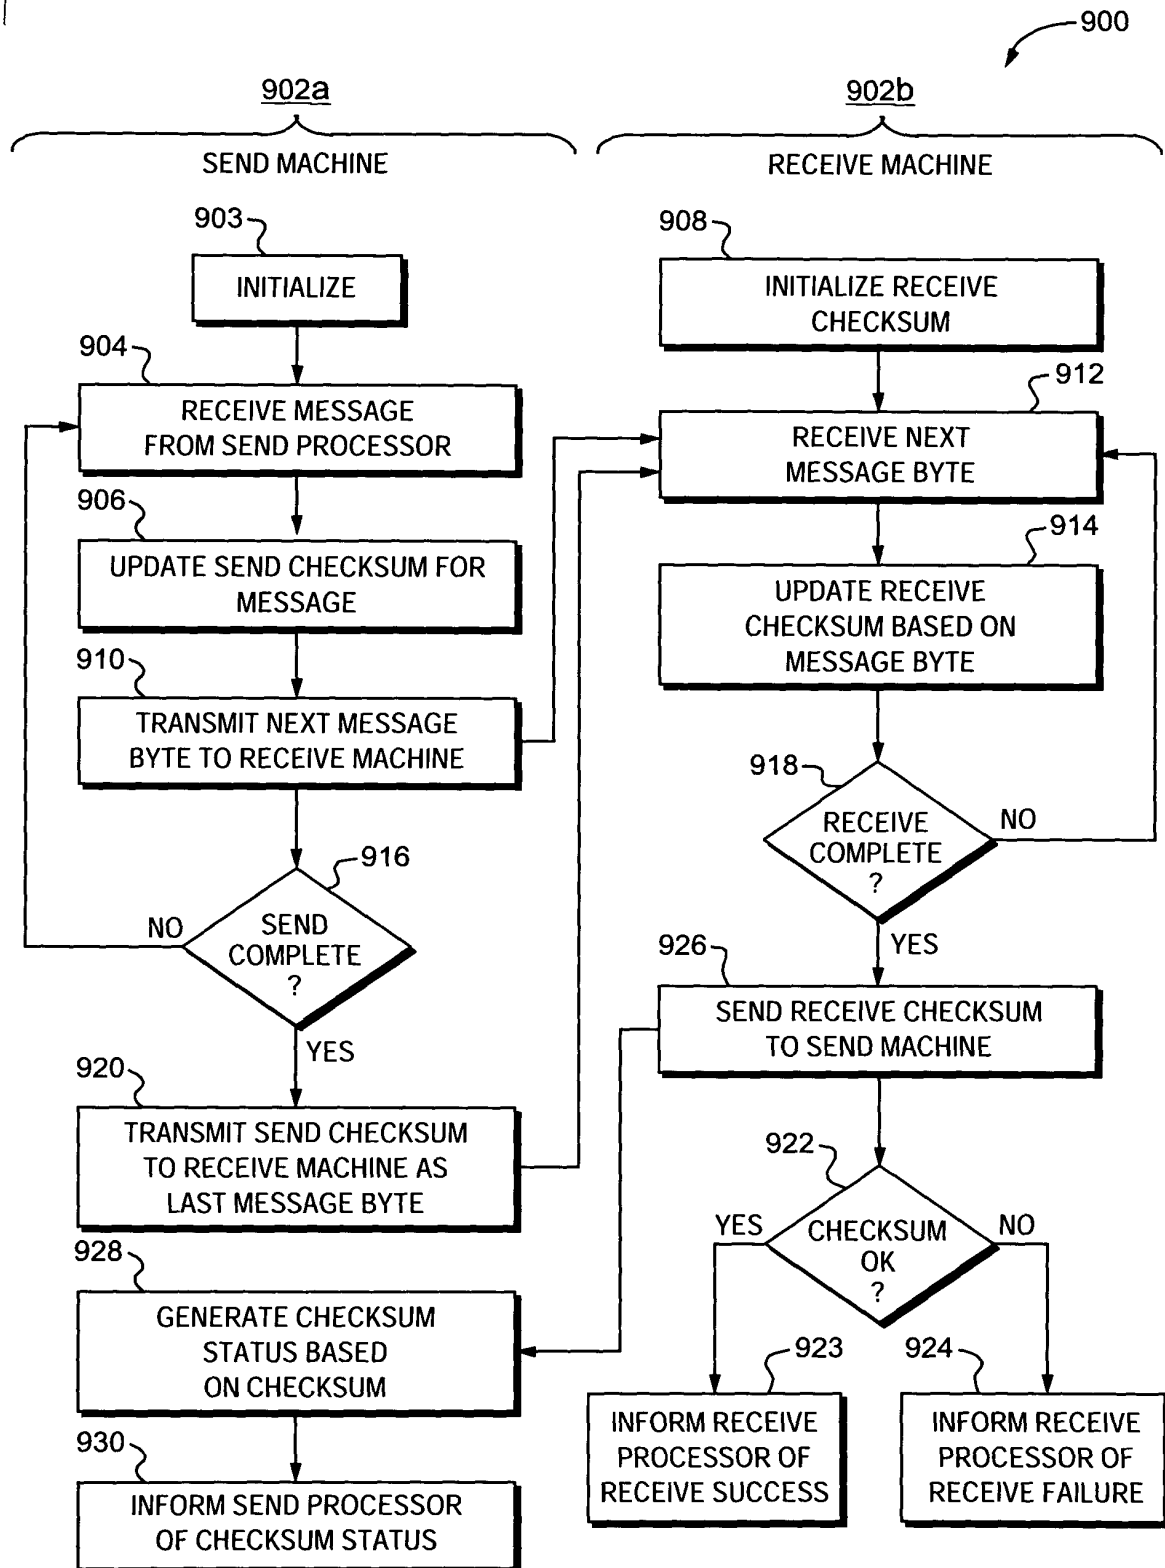 900
902a
SEND MACHINE
903
INITIALIZE
904
RECEIVE MESSAGE
FROM SEND PROCESSOR
906
UPDATE SEND CHECKSUM FOR
MESSAGE
910
TRANSMIT NEXT MESSAGE
BYTE TO RECEIVE MACHINE
916
SEND
COMPLETE
?
NO
YES
920
TRANSMIT SEND CHECKSUM
TO RECEIVE MACHINE AS
LAST MESSAGE BYTE
928
GENERATE CHECKSUM
STATUS BASED
ON CHECKSUM
930
INFORM SEND PROCESSOR
OF CHECKSUM STATUS
902b
RECEIVE MACHINE
908
INITIALIZE RECEIVE
CHECKSUM
912
RECEIVE NEXT
MESSAGE BYTE
914
UPDATE RECEIVE
CHECKSUM BASED ON
MESSAGE BYTE
918
RECEIVE
COMPLETE
?
NO
YES
926
SEND RECEIVE CHECKSUM
TO SEND MACHINE
922
CHECKSUM
OK
?
YES
NO
923
INFORM RECEIVE
PROCESSOR OF
RECEIVE SUCCESS
924
INFORM RECEIVE
PROCESSOR OF
RECEIVE FAILURE